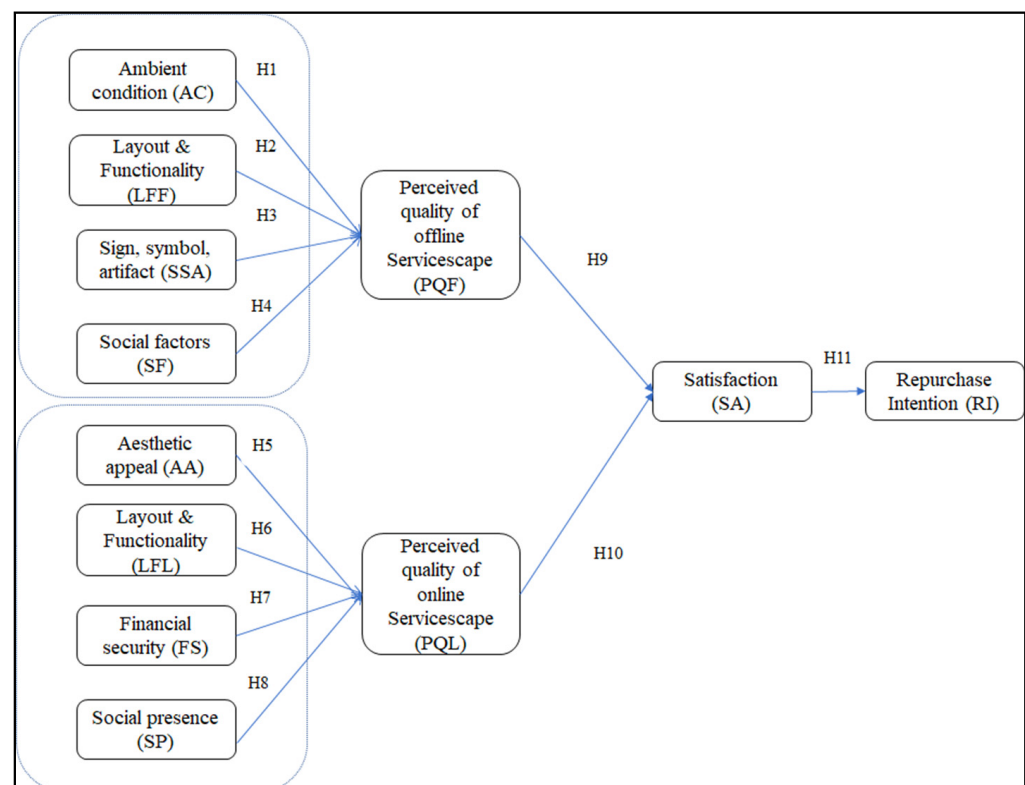 Ambient
condition (AC)
H1
Layout &
Functionality
(LFF)
H2
Sign, symbol,
artifact (SSA)
H3
Social factors
(SF)
H4
Perceived
quality of
offline
Servicescape
(PQF)
H9
Aesthetic
appeal (AA)
H5
Layout &
Functionality
(LFL)
H6
Financial
security (FS)
H7
Social presence
(SP)
H8
Perceived
quality of
online
Servicescape
(PQL)
H10
Satisfaction
(SA)
H11
Repurchase
Intention (RI)